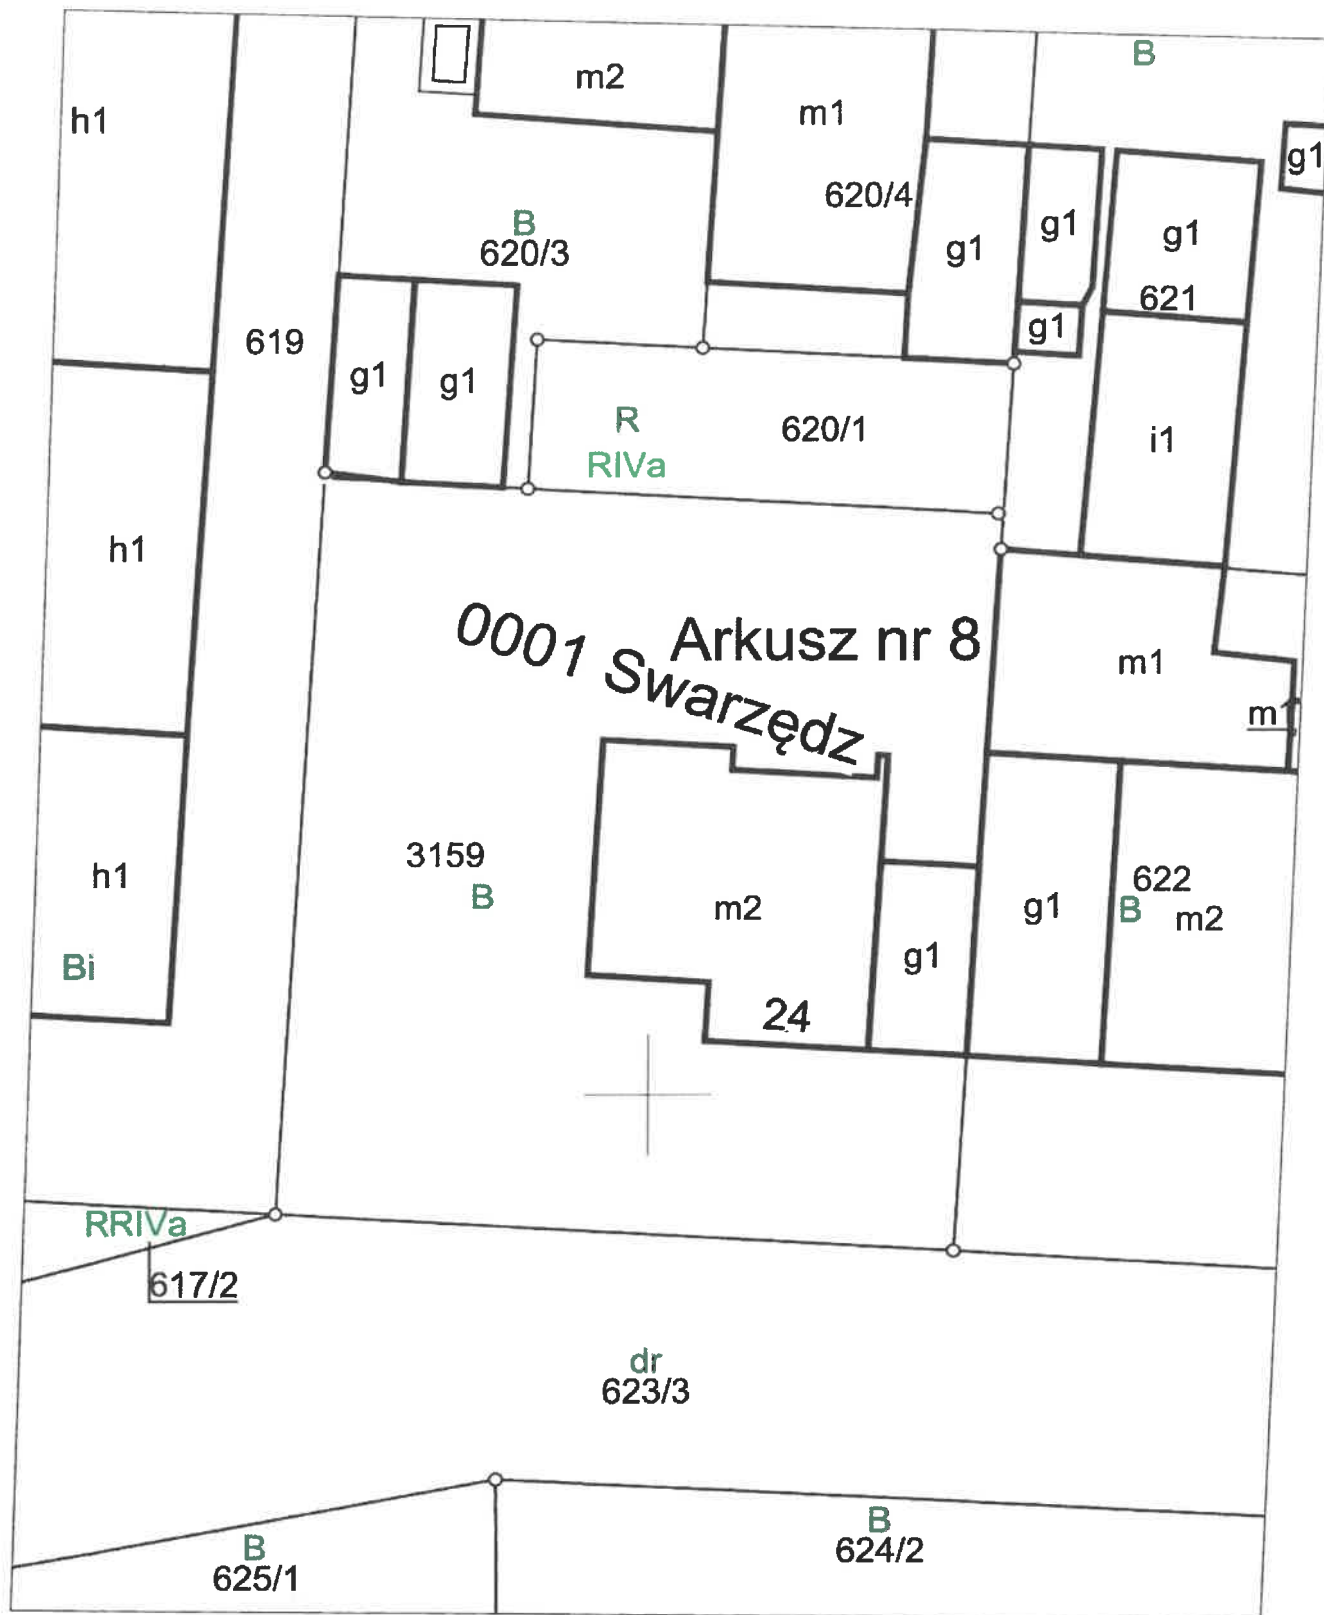 B
m2
h1
m1
g1
620/4
B
620/3
g1
g1
g1
621
g1
619
g1
g1
R
620/1
i1
RIVa
h1
0001 Swarzędz
Arkusz nr 8
m1
m1
3159
B
h1
m2
g1
g1
622
B
m2
Bi
24
RRIVa
617/2
dr
623/3
B
624/2
B
625/1